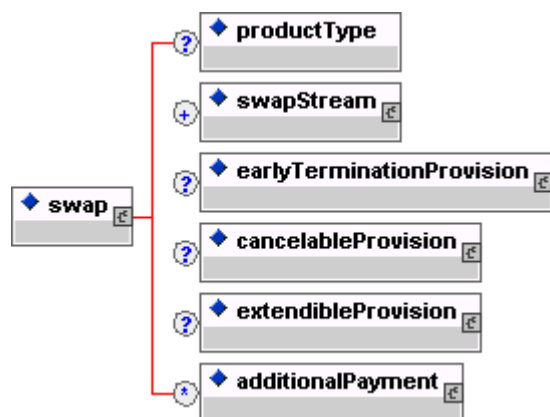 ? productType
+ swapStream
? earlyTerminationProvision
swap
? cancelableProvision
? extendibleProvision
* additionalPayment